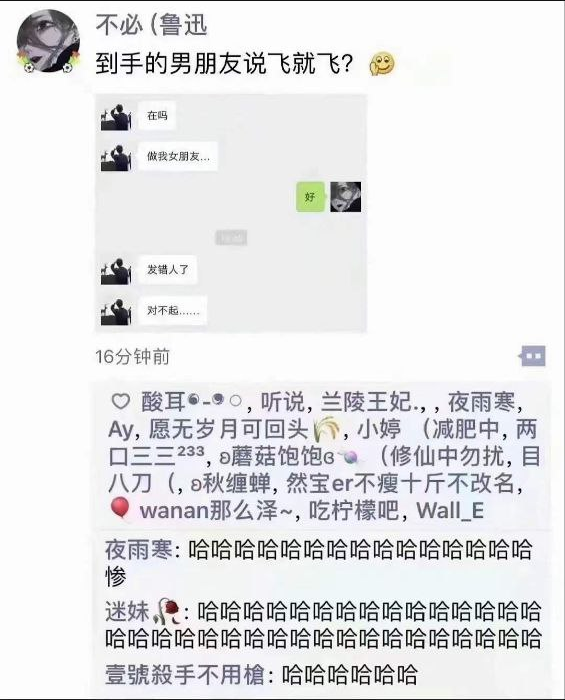 不必 (鲁迅
到手的男朋友说飞就飞?
在吗
做我女朋友...
好
发错人了
对不起......
16分钟前
酸耳, 听说, 兰陵王妃., , 夜雨寒,
Ay, 愿无岁月可回头, 小婷 (减肥中, 两
口三三²³³, ʚ蘑菇饱饱ɞ (修仙中勿扰, 目
八刀 (, ʚ秋缠蝉, 然宝er不瘦十斤不改名,
wanan那么泽~, 吃柠檬吧, Wall_E
夜雨寒: 哈哈哈哈哈哈哈哈哈哈哈哈哈哈哈
惨
迷妹🥀: 哈哈哈哈哈哈哈哈哈哈哈哈哈哈哈
哈哈哈哈哈哈哈哈哈哈哈哈哈哈哈哈哈哈哈
壹號殺手不用槍: 哈哈哈哈哈哈